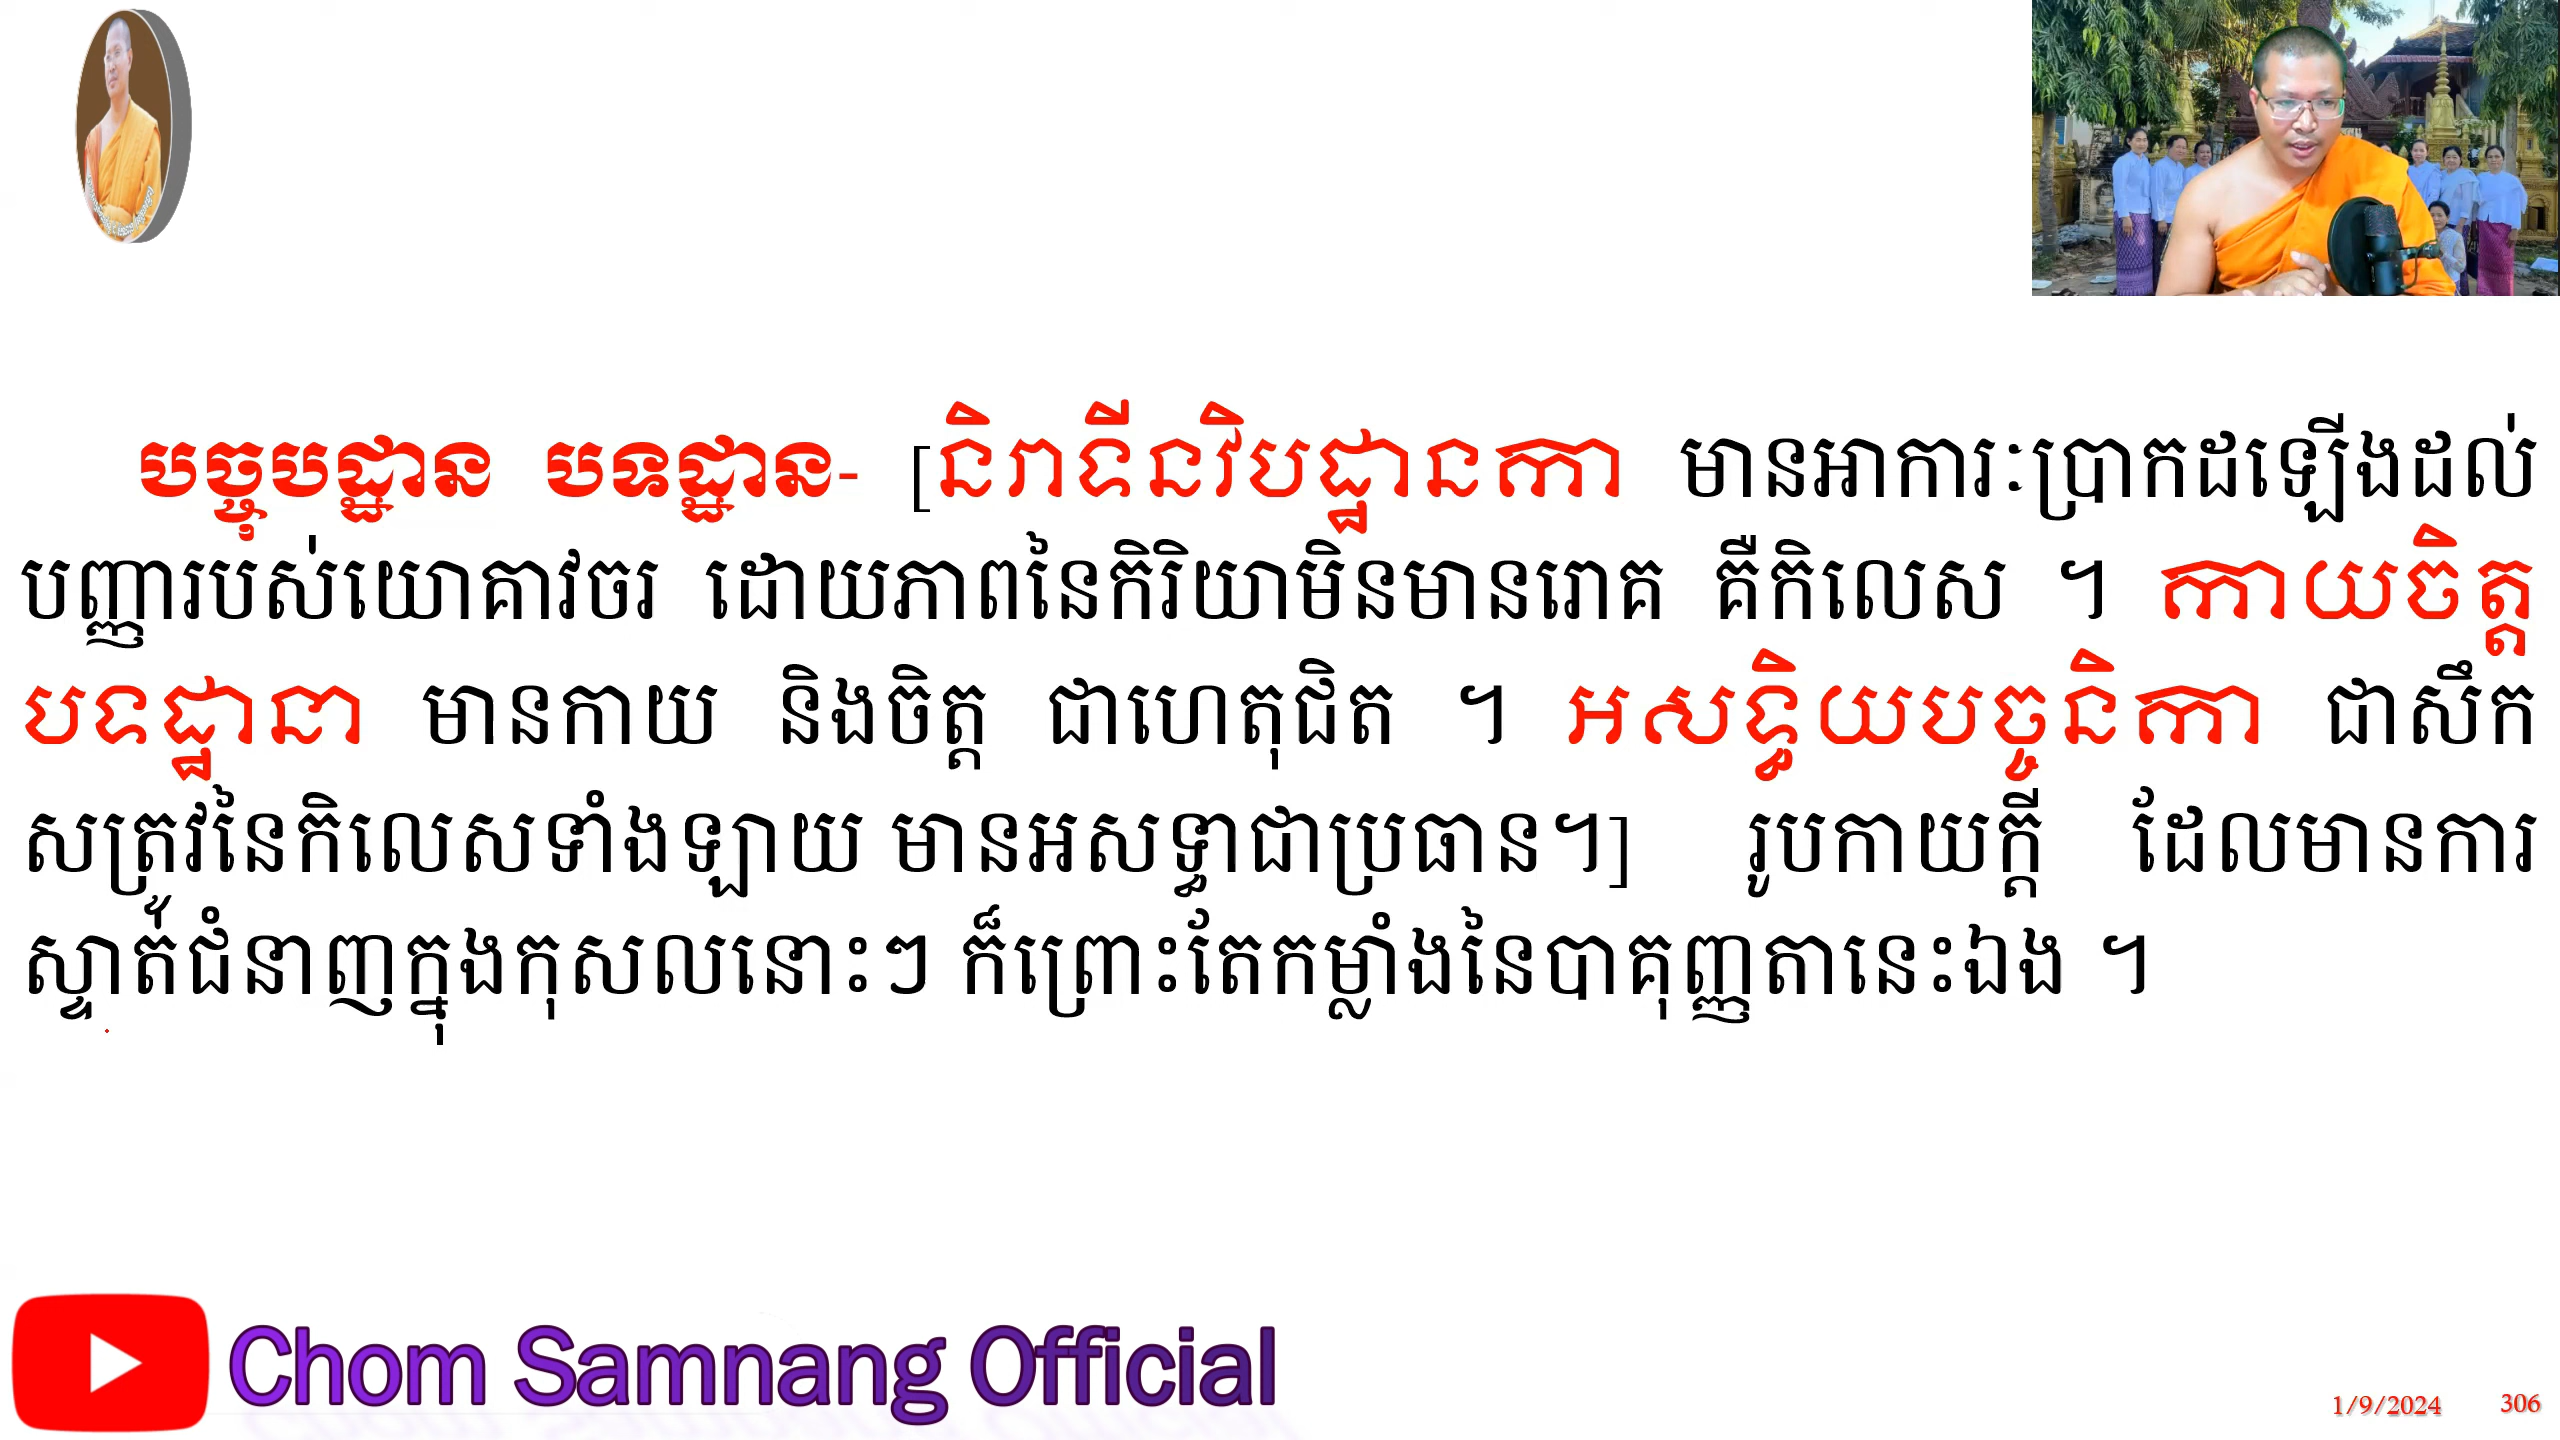 បច្ចុបដ្ឋាន បទដ្ឋាន- [និរាទីនវិបដ្ឋានកា មានអាការៈប្រាកដឡើងដល់
បញ្ញារបស់យោគាវចរ ដោយភាពនៃកិរិយាមិនមានរោគ គឺកិលេស ។ កាយចិត្ត
បទដ្ឋានា មានកាយ និងចិត្ត ជាហេតុជិត ។ អសទ្ធិយបច្ចនិកា ជាសឹក
សត្រូវនៃកិលេសទាំងឡាយ មានអសទ្ធាជាប្រធាន។] រូបកាយក្តី ដែលមានការ
ស្ទាត់ជំនាញក្នុងកុសលនោះៗ ក៏ព្រោះតែកម្លាំងនៃបាគុញ្ញតានេះឯង ។
Chom Samnang Official
1/9/2024 306